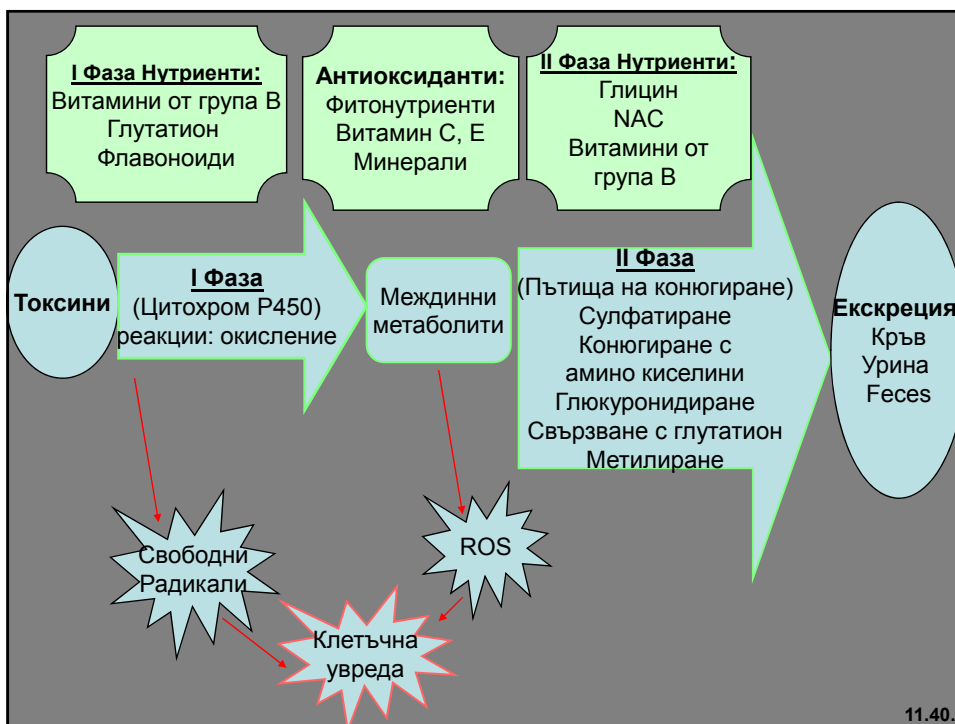 I Фаза Нутриенти:
Витамини от група В
Глутатион
Флавоноиди
Антиоксиданти:
Фитонутриенти
Витамин С, Е
Минерали
II Фаза Нутриенти:
Глицин
NAC
Витамини от
група В
Токсини
I Фаза
(Цитохром Р450)
реакции: окисление
Междинни
метаболити
II Фаза
(Пътища на конюгиране)
Сулфатиране
Конюгиране с
амино киселини
Глюкуронидиране
Свързване с глутатион
Метилиране
Екскреция
Кръв
Урина
Feces
Свободни
Радикали
ROS
Клетъчна
увреда
11.40.